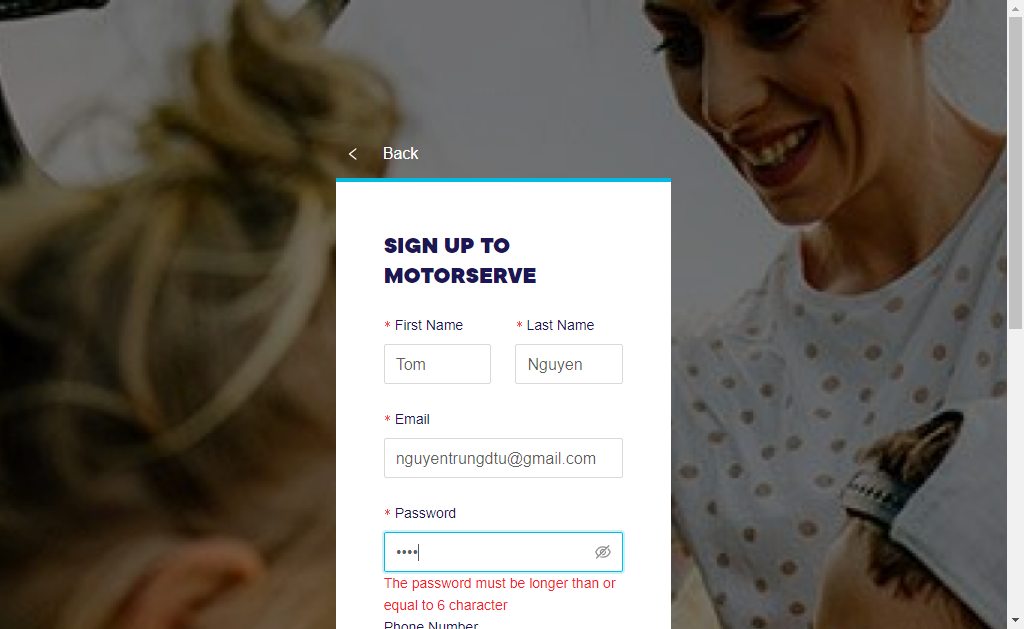 Back
SIGN UP TO
MOTORSERVE
* First Name
* Last Name
Tom
Nguyen
* Email
nguyentrungdtu@gmail.com
* Password
••••
The password must be longer than or
equal to 6 character
Phone Number